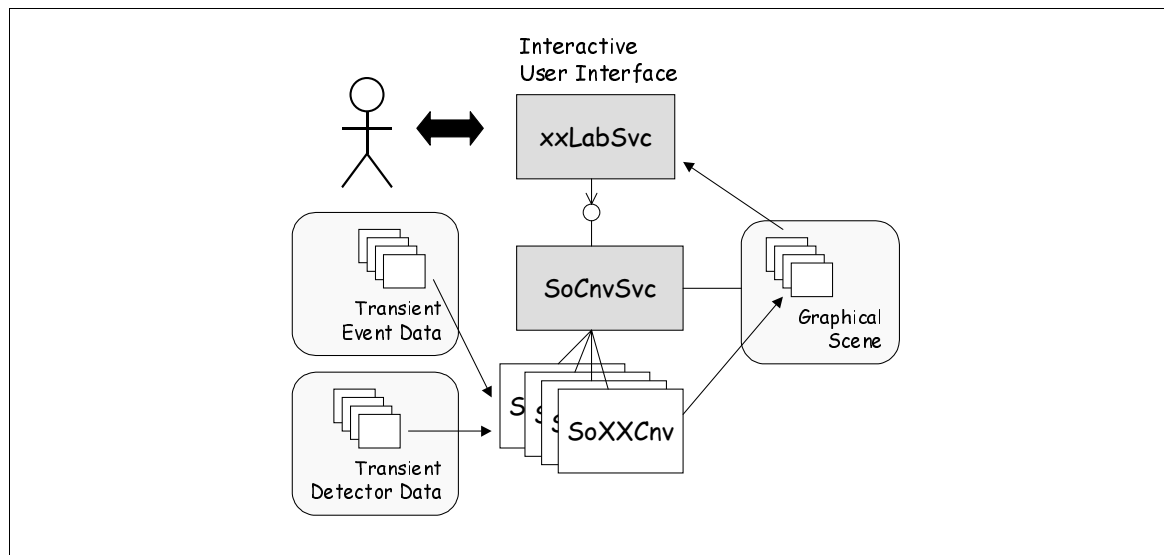 Interactive
User Interface
xxLabSvc
SoCnvSvc
Transient
Event Data
Graphical
Scene
S
S
S
SoXXCnv
Transient
Detector Data